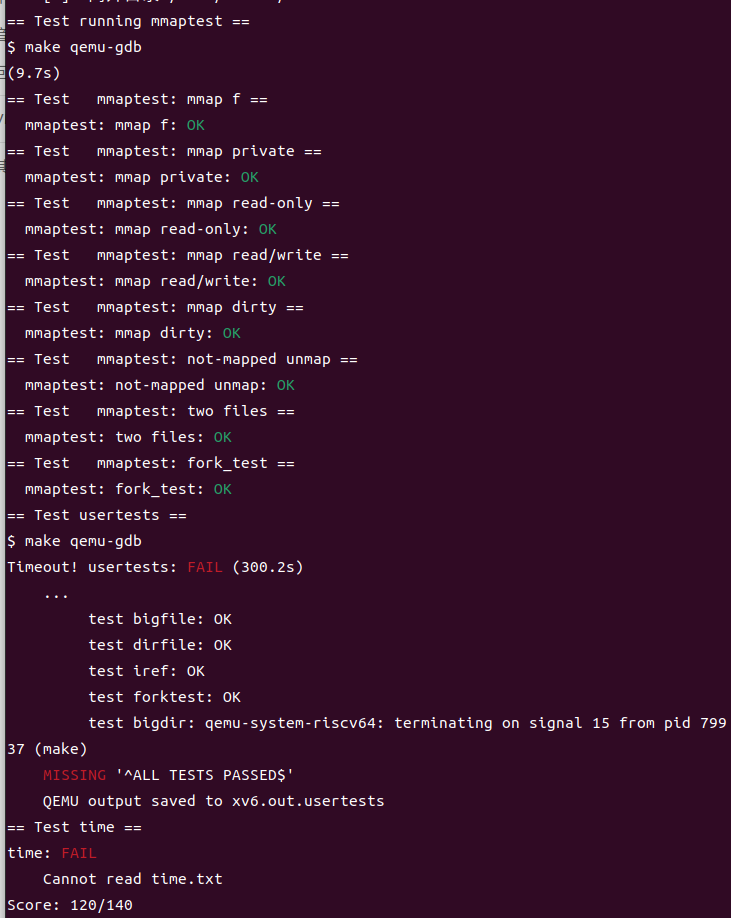 == Test running mmaptest ==
$ make qemu-gdb
(9.7s)
== Test   mmaptest: mmap f ==
  mmaptest: mmap f: OK
== Test   mmaptest: mmap private ==
  mmaptest: mmap private: OK
== Test   mmaptest: mmap read-only ==
  mmaptest: mmap read-only: OK
== Test   mmaptest: mmap read/write ==
  mmaptest: mmap read/write: OK
== Test   mmaptest: mmap dirty ==
  mmaptest: mmap dirty: OK
== Test   mmaptest: not-mapped unmap ==
  mmaptest: not-mapped unmap: OK
== Test   mmaptest: two files ==
  mmaptest: two files: OK
== Test   mmaptest: fork_test ==
  mmaptest: fork_test: OK
== Test usertests ==
$ make qemu-gdb
Timeout! usertests: FAIL (300.2s)
    ...
         test bigfile: OK
         test dirfile: OK
         test iref: OK
         test forktest: OK
         test bigdir: qemu-system-riscv64: terminating on signal 15 from pid 799
37 (make)
    MISSING '^ALL TESTS PASSED$'
    QEMU output saved to xv6.out.usertests
== Test time ==
time: FAIL
    Cannot read time.txt
Score: 120/140